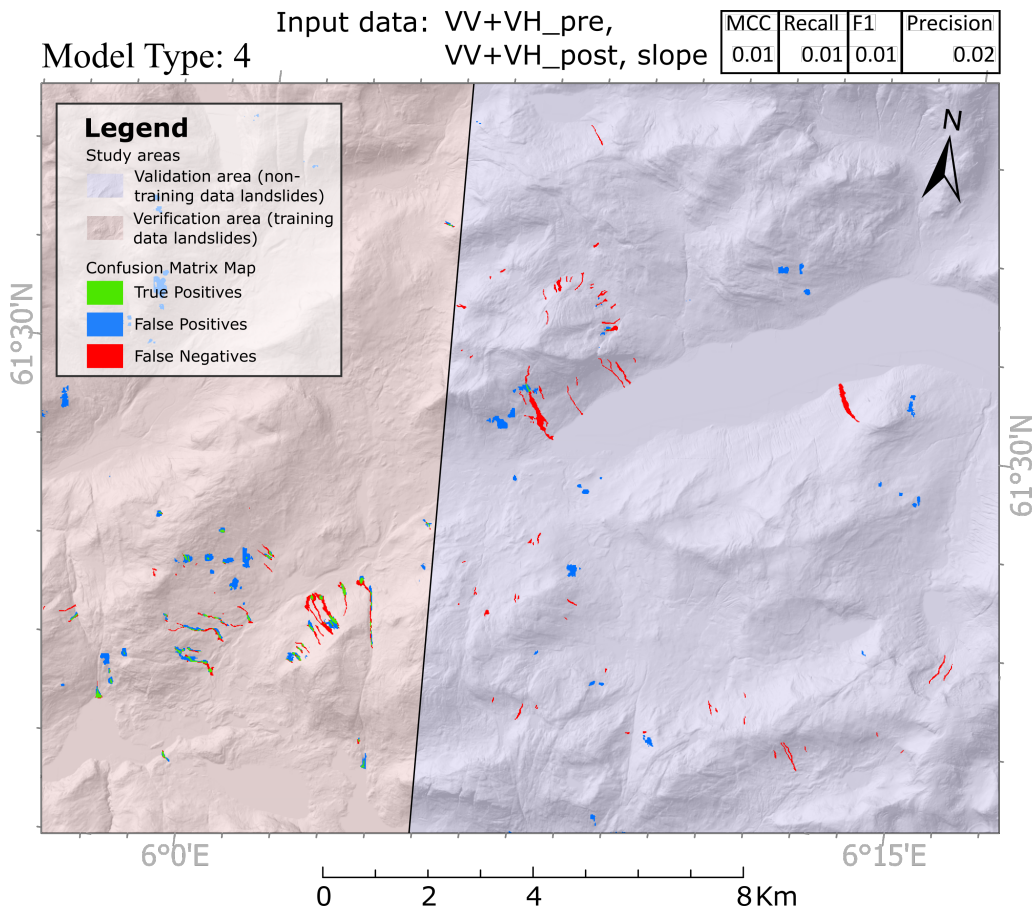 Input data: VV+VH_pre,
VV+VH_post, slope
Model Type: 4
MCC Recall F1 Precision
0.01 0.01 0.01 0.02
Legend
Study areas
Validation area (non-
training data landslides)
Verification area (training
data landslides)
Confusion Matrix Map
True Positives
False Positives
False Negatives
N
61°30'N
61°30'N
6°0'E
6°15'E
0 2 4 8 Km